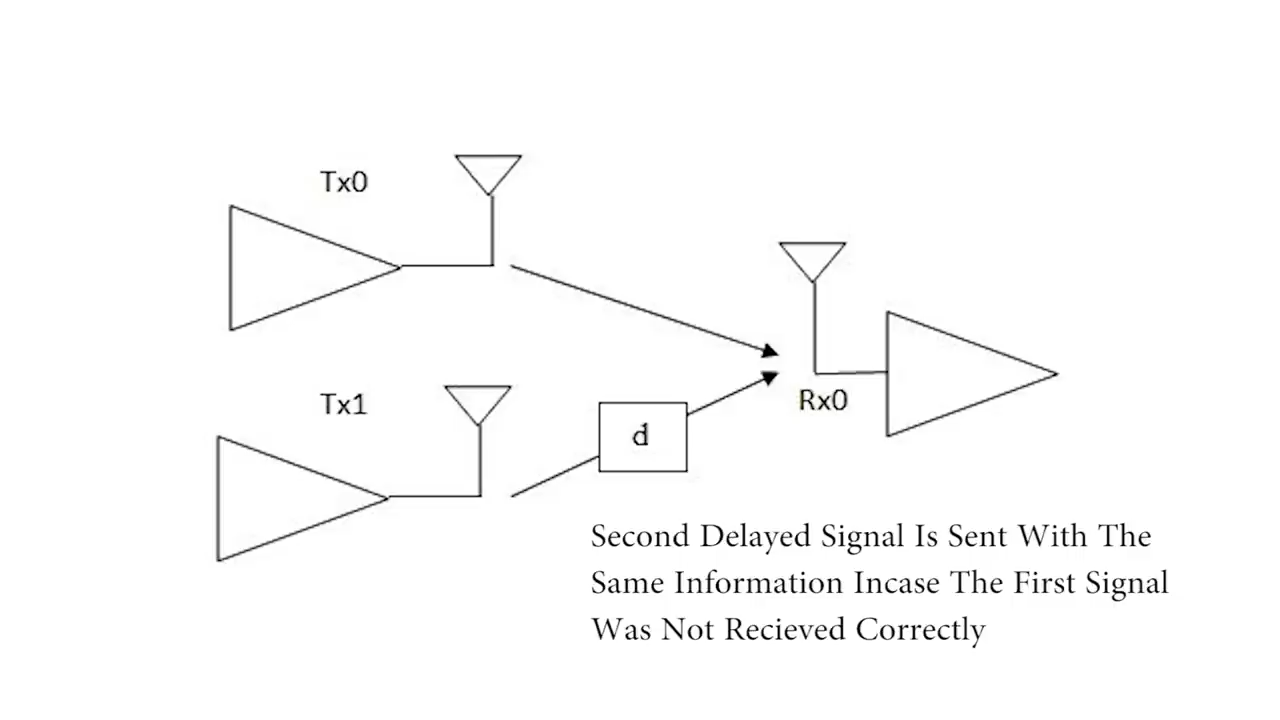 Tx0
Tx1
Rx0
d
Second Delayed Signal Is Sent With The
Same Information Incase The First Signal
Was Not Recieved Correctly